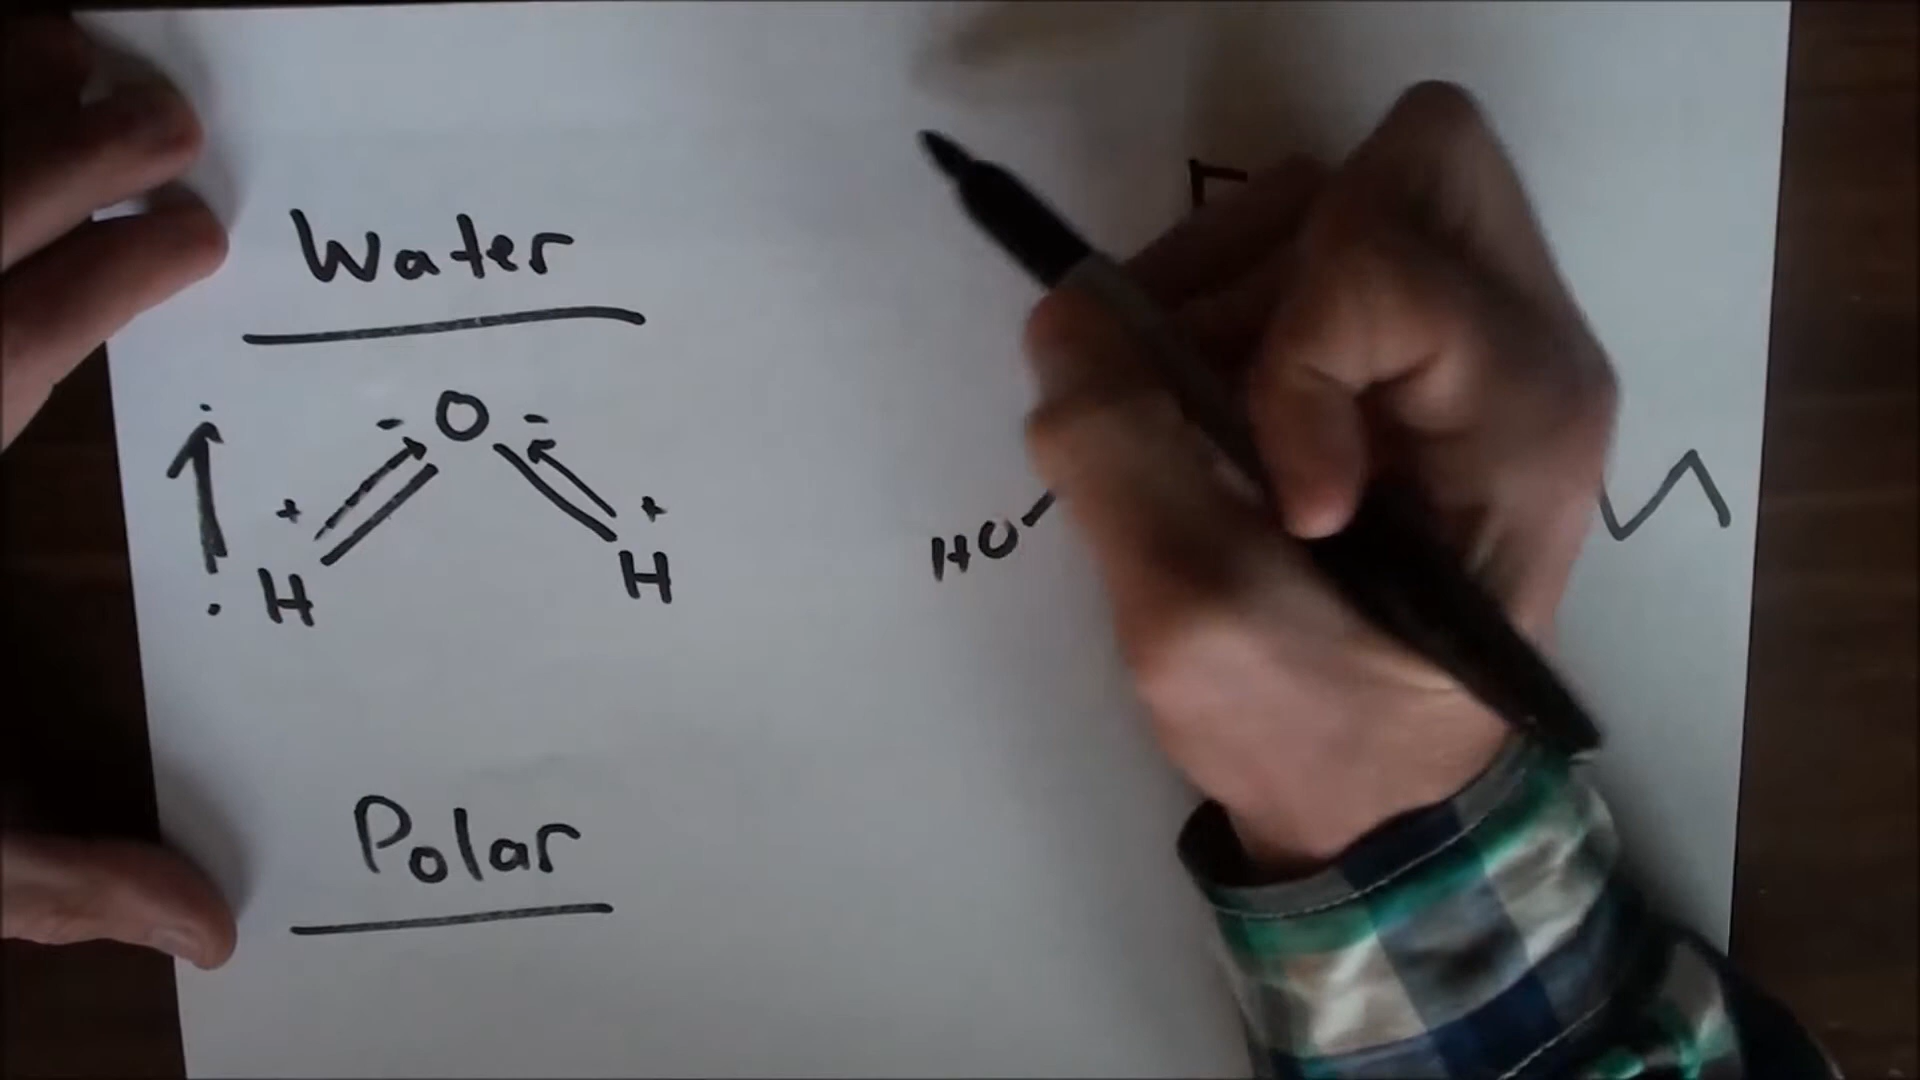 Water
- O -
+ +
H H
HO
Polar